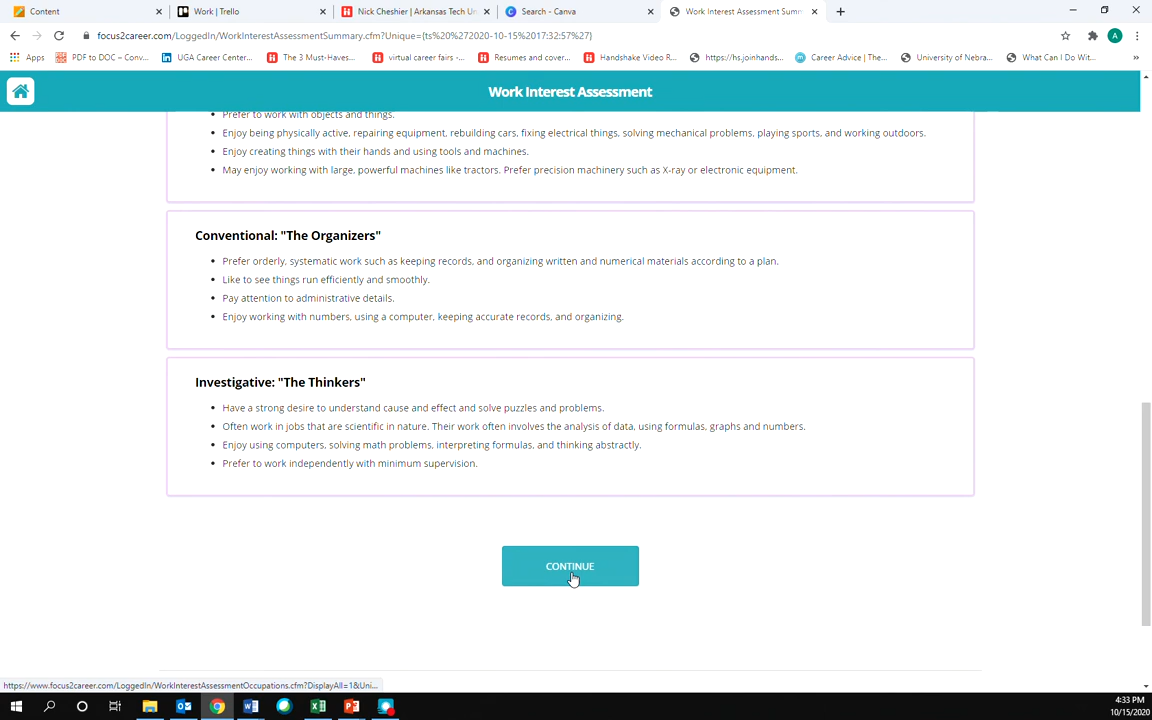 Content
Work | Trello
Nick Cheshier | Arkansas Tech Un
Search - Canva
Work Interest Assessment Summ
focus2career.com/LoggedIn/WorkInterestAssessmentSummary.cfm?Unique=(ts%20%272020-10-15%2017:32:57%27)
A
Apps
PDF to DOC – Conv...
UGA Career Center...
The 3 Must-Haves...
virtual career fairs -...
Resumes and cover...
Handshake Video R...
https://hs.joinhands...
Career Advice | The...
University of Nebra...
What Can I Do Wit...
»
Work Interest Assessment
Prefer to work with objects and things.
Enjoy being physically active, repairing equipment, rebuilding cars, fixing electrical things, solving mechanical problems, playing sports, and working outdoors.
Enjoy creating things with their hands and using tools and machines.
May enjoy working with large, powerful machines like tractors. Prefer precision machinery such as X-ray or electronic equipment.
Conventional: "The Organizers"
Prefer orderly, systematic work such as keeping records, and organizing written and numerical materials according to a plan.
Like to see things run efficiently and smoothly.
Pay attention to administrative details.
Enjoy working with numbers, using a computer, keeping accurate records, and organizing.
Investigative: "The Thinkers"
Have a strong desire to understand cause and effect and solve puzzles and problems.
Often work in jobs that are scientific in nature. Their work often involves the analysis of data, using formulas, graphs and numbers.
Enjoy using computers, solving math problems, interpreting formulas, and thinking abstractly.
Prefer to work independently with minimum supervision.
CONTINUE
https://www.focus2career.com/LoggedIn/WorkInterestAssessmentOccupations.cfm?DisplayAll=1&Uni...
4:33 PM
10/15/2020